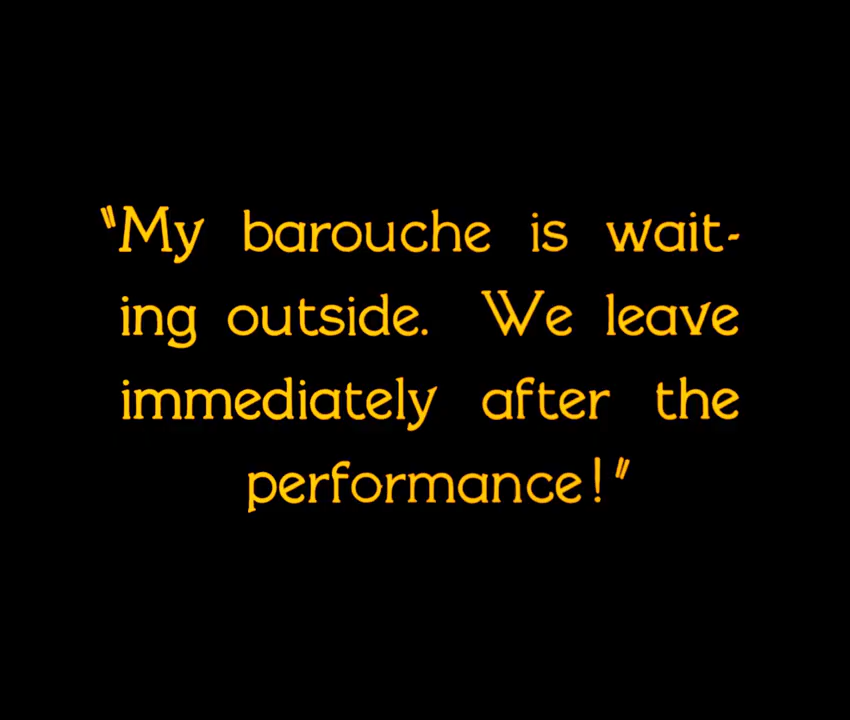 "My barouche is wait-
ing outside. We leave
immediately after the
performance!"